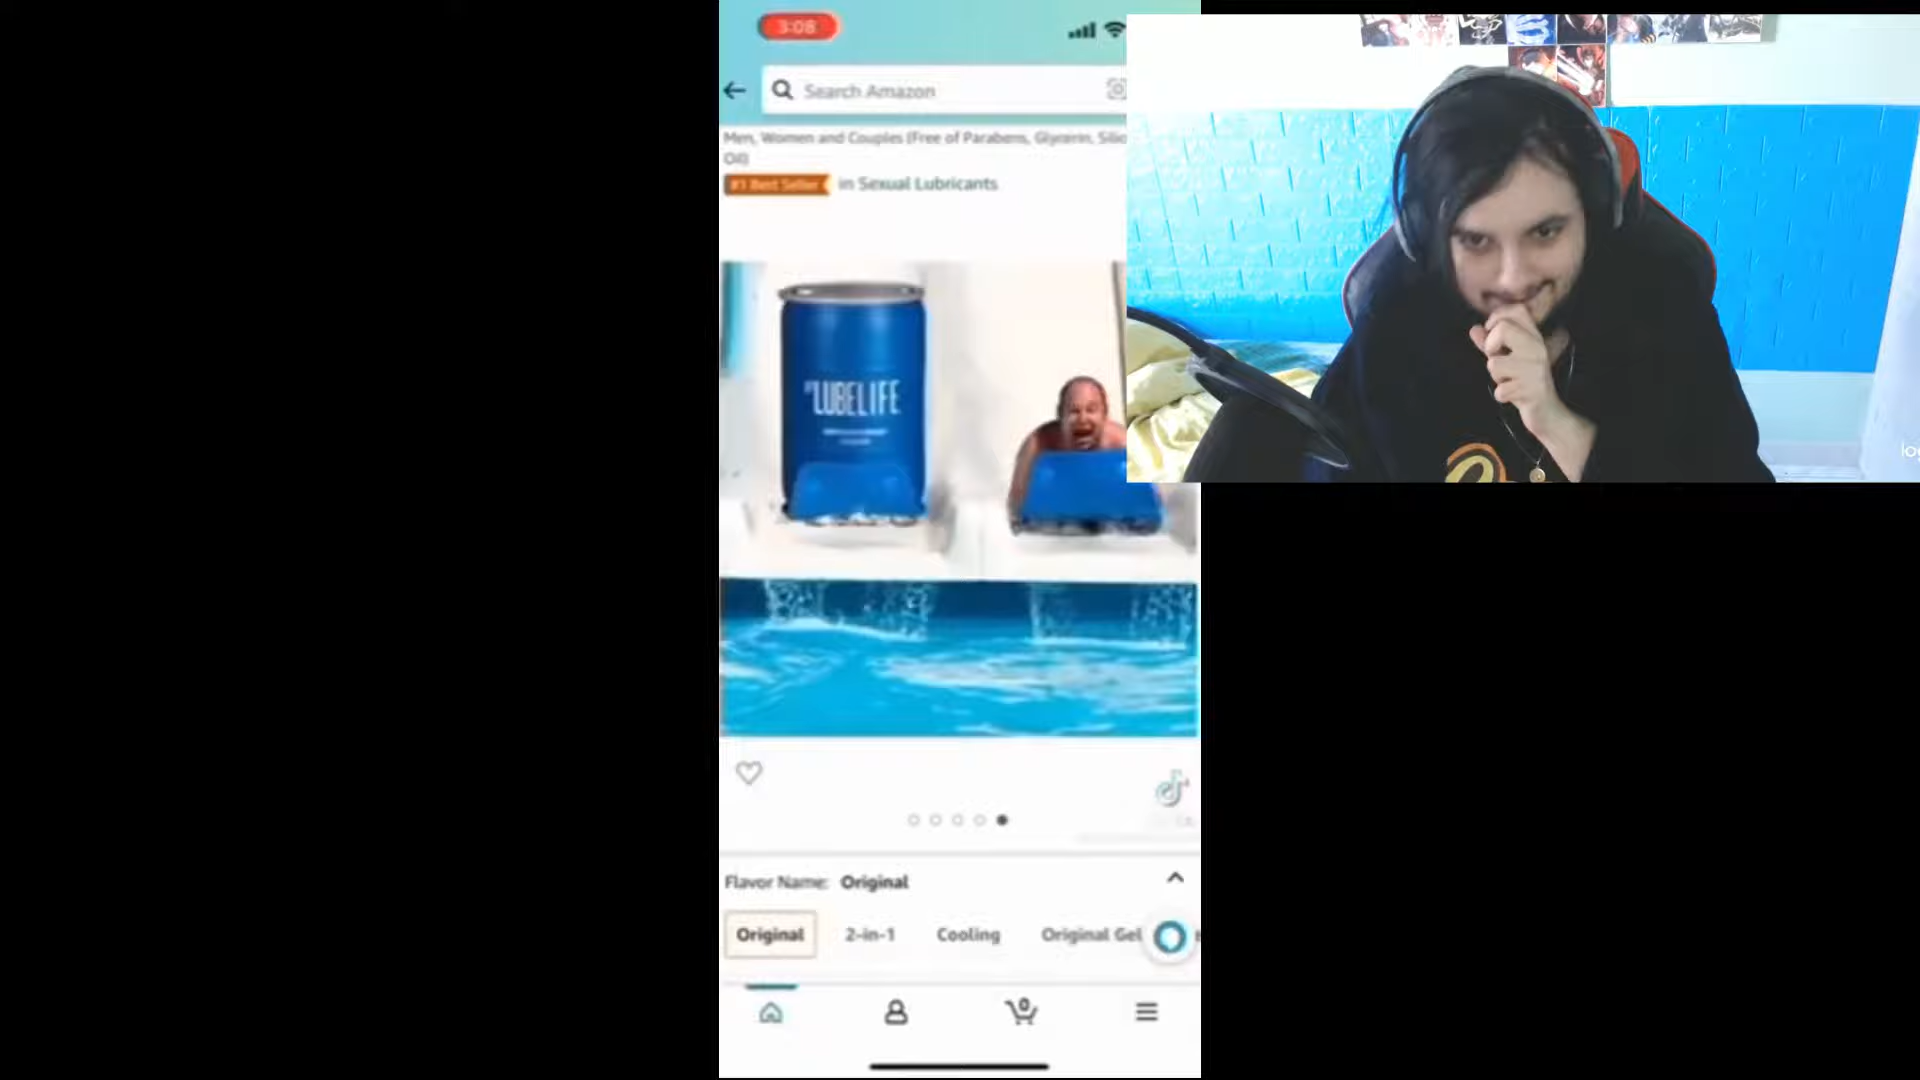 3:08
Search Amazon
Men, Women and Couples (Free of Parabens, Glycerin,
Oil)
#1 Best Seller in Sexual Lubricants
LUBELIFE
Flavor Name: Original
Original 2-in-1 Cooling Original Gel
0